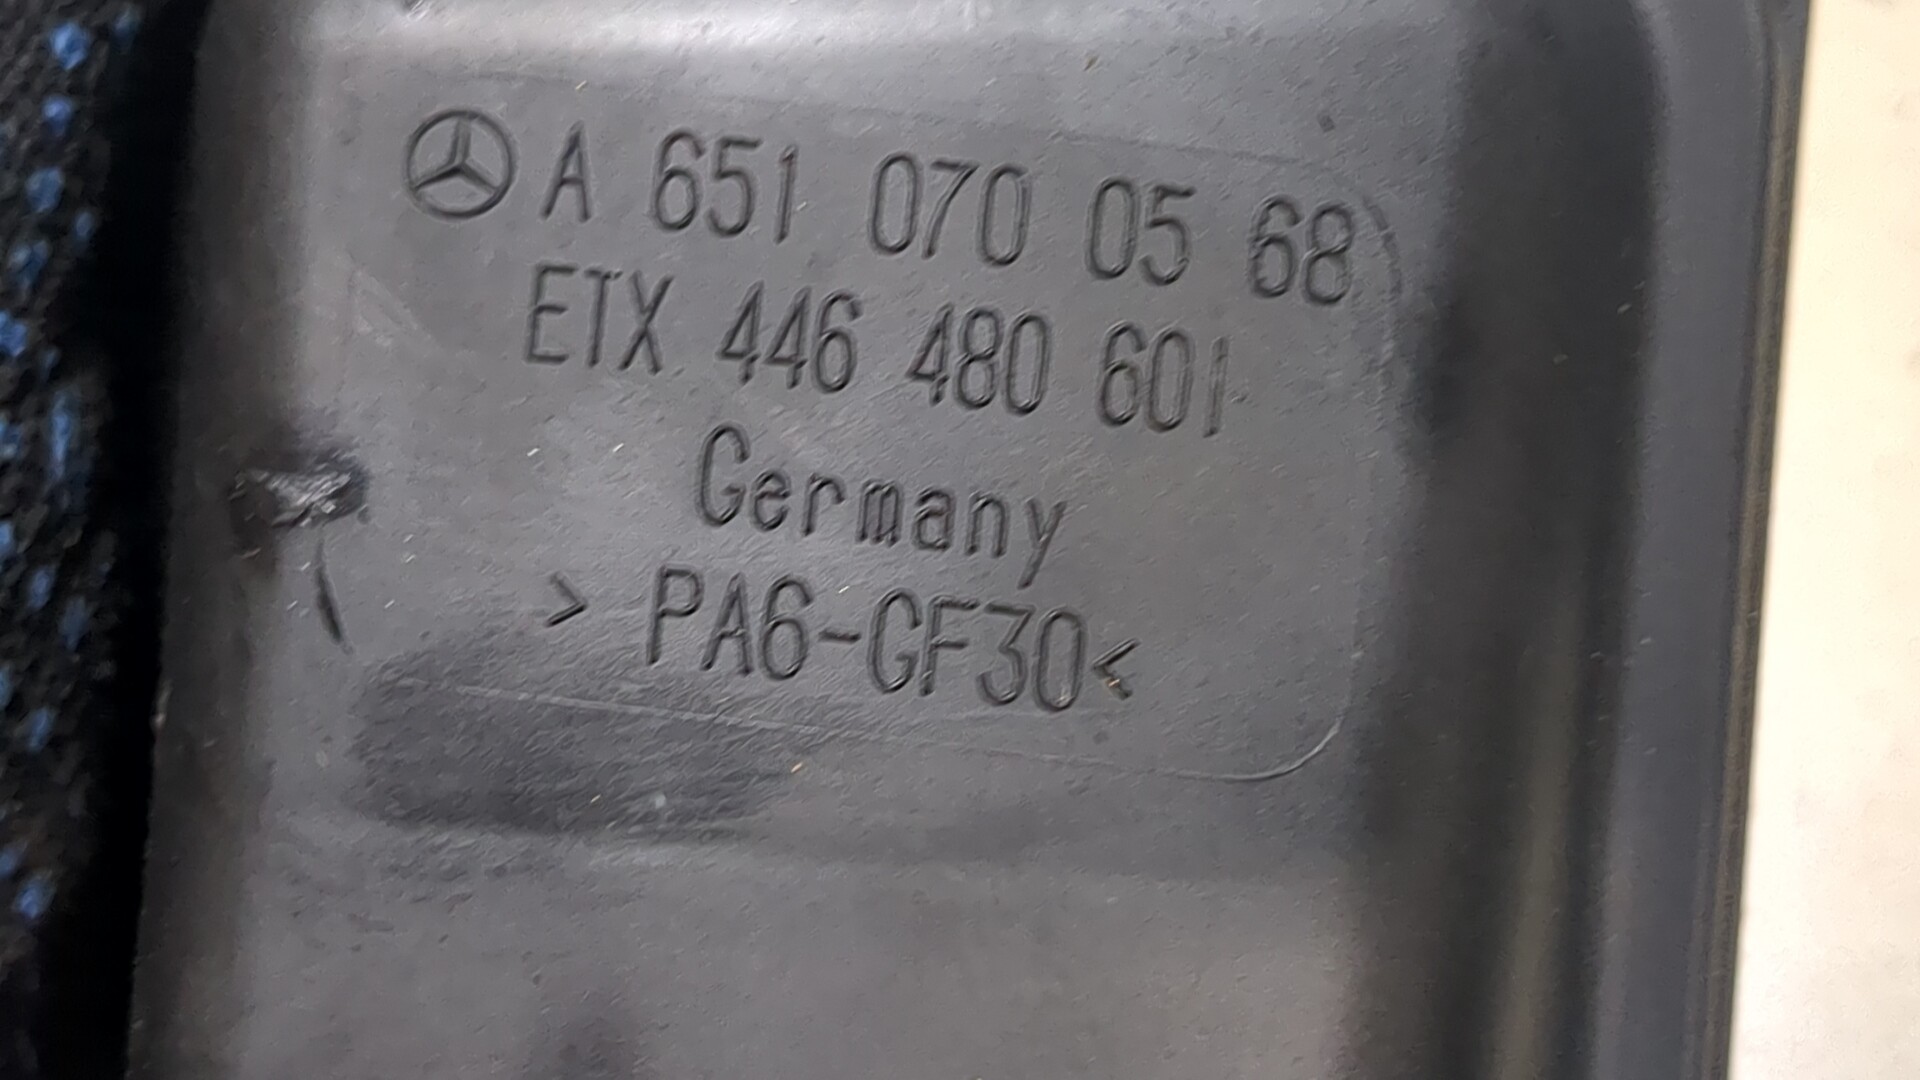 A 651 070 05 68
ETX 446 480 601
Germany
> PA6-GF30<